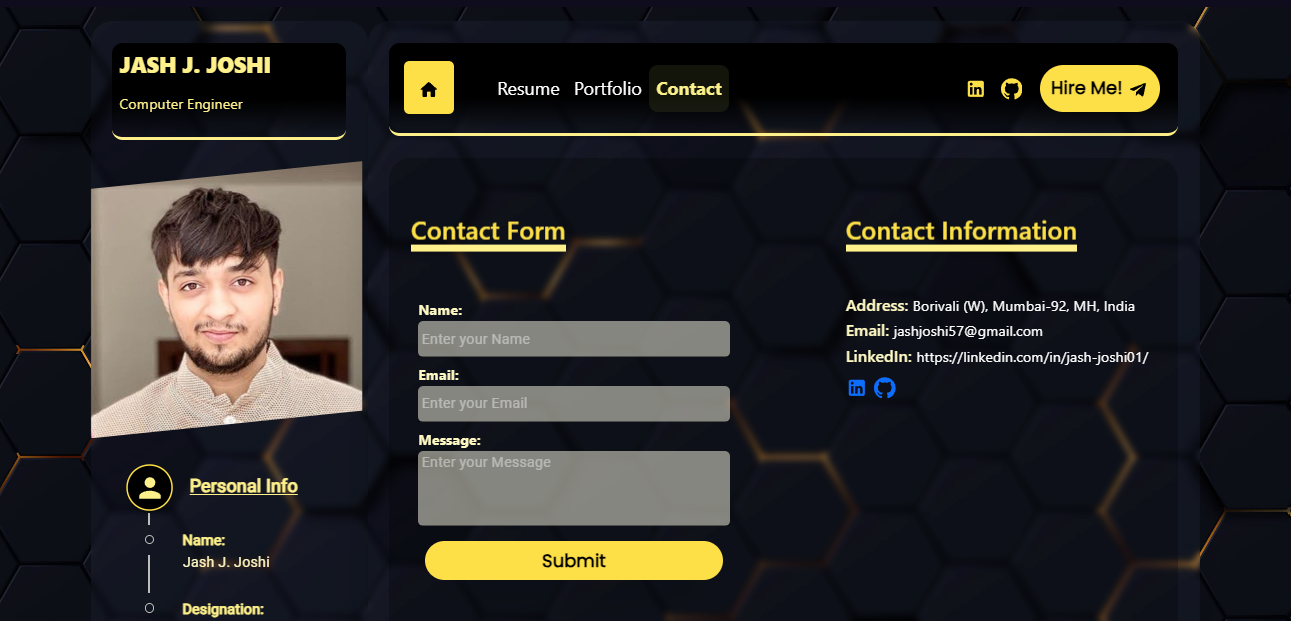 JASH J. JOSHI
Computer Engineer
Resume Portfolio Contact
Hire Me!
Personal Info
Name:
Jash J. Joshi
Designation:
Contact Form
Name:
Enter your Name
Email:
Enter your Email
Message:
Enter your Message
Submit
Contact Information
Address: Borivali (W), Mumbai-92, MH, India
Email: jashjoshi57@gmail.com
LinkedIn: https://linkedin.com/in/jash-joshi01/